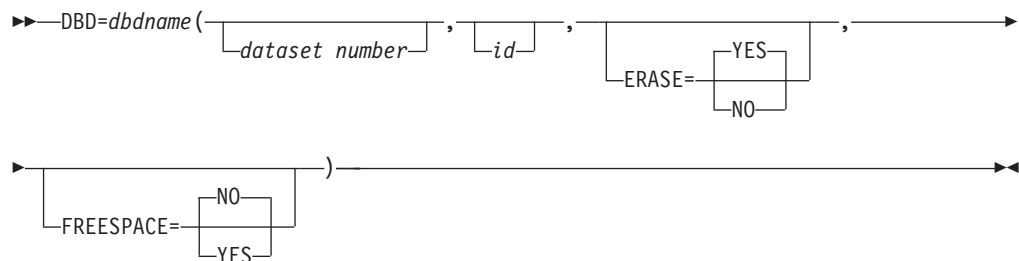 DBD=dbdname( dataset number , id , ERASE= YES NO ,
FREESPACE= NO YES )